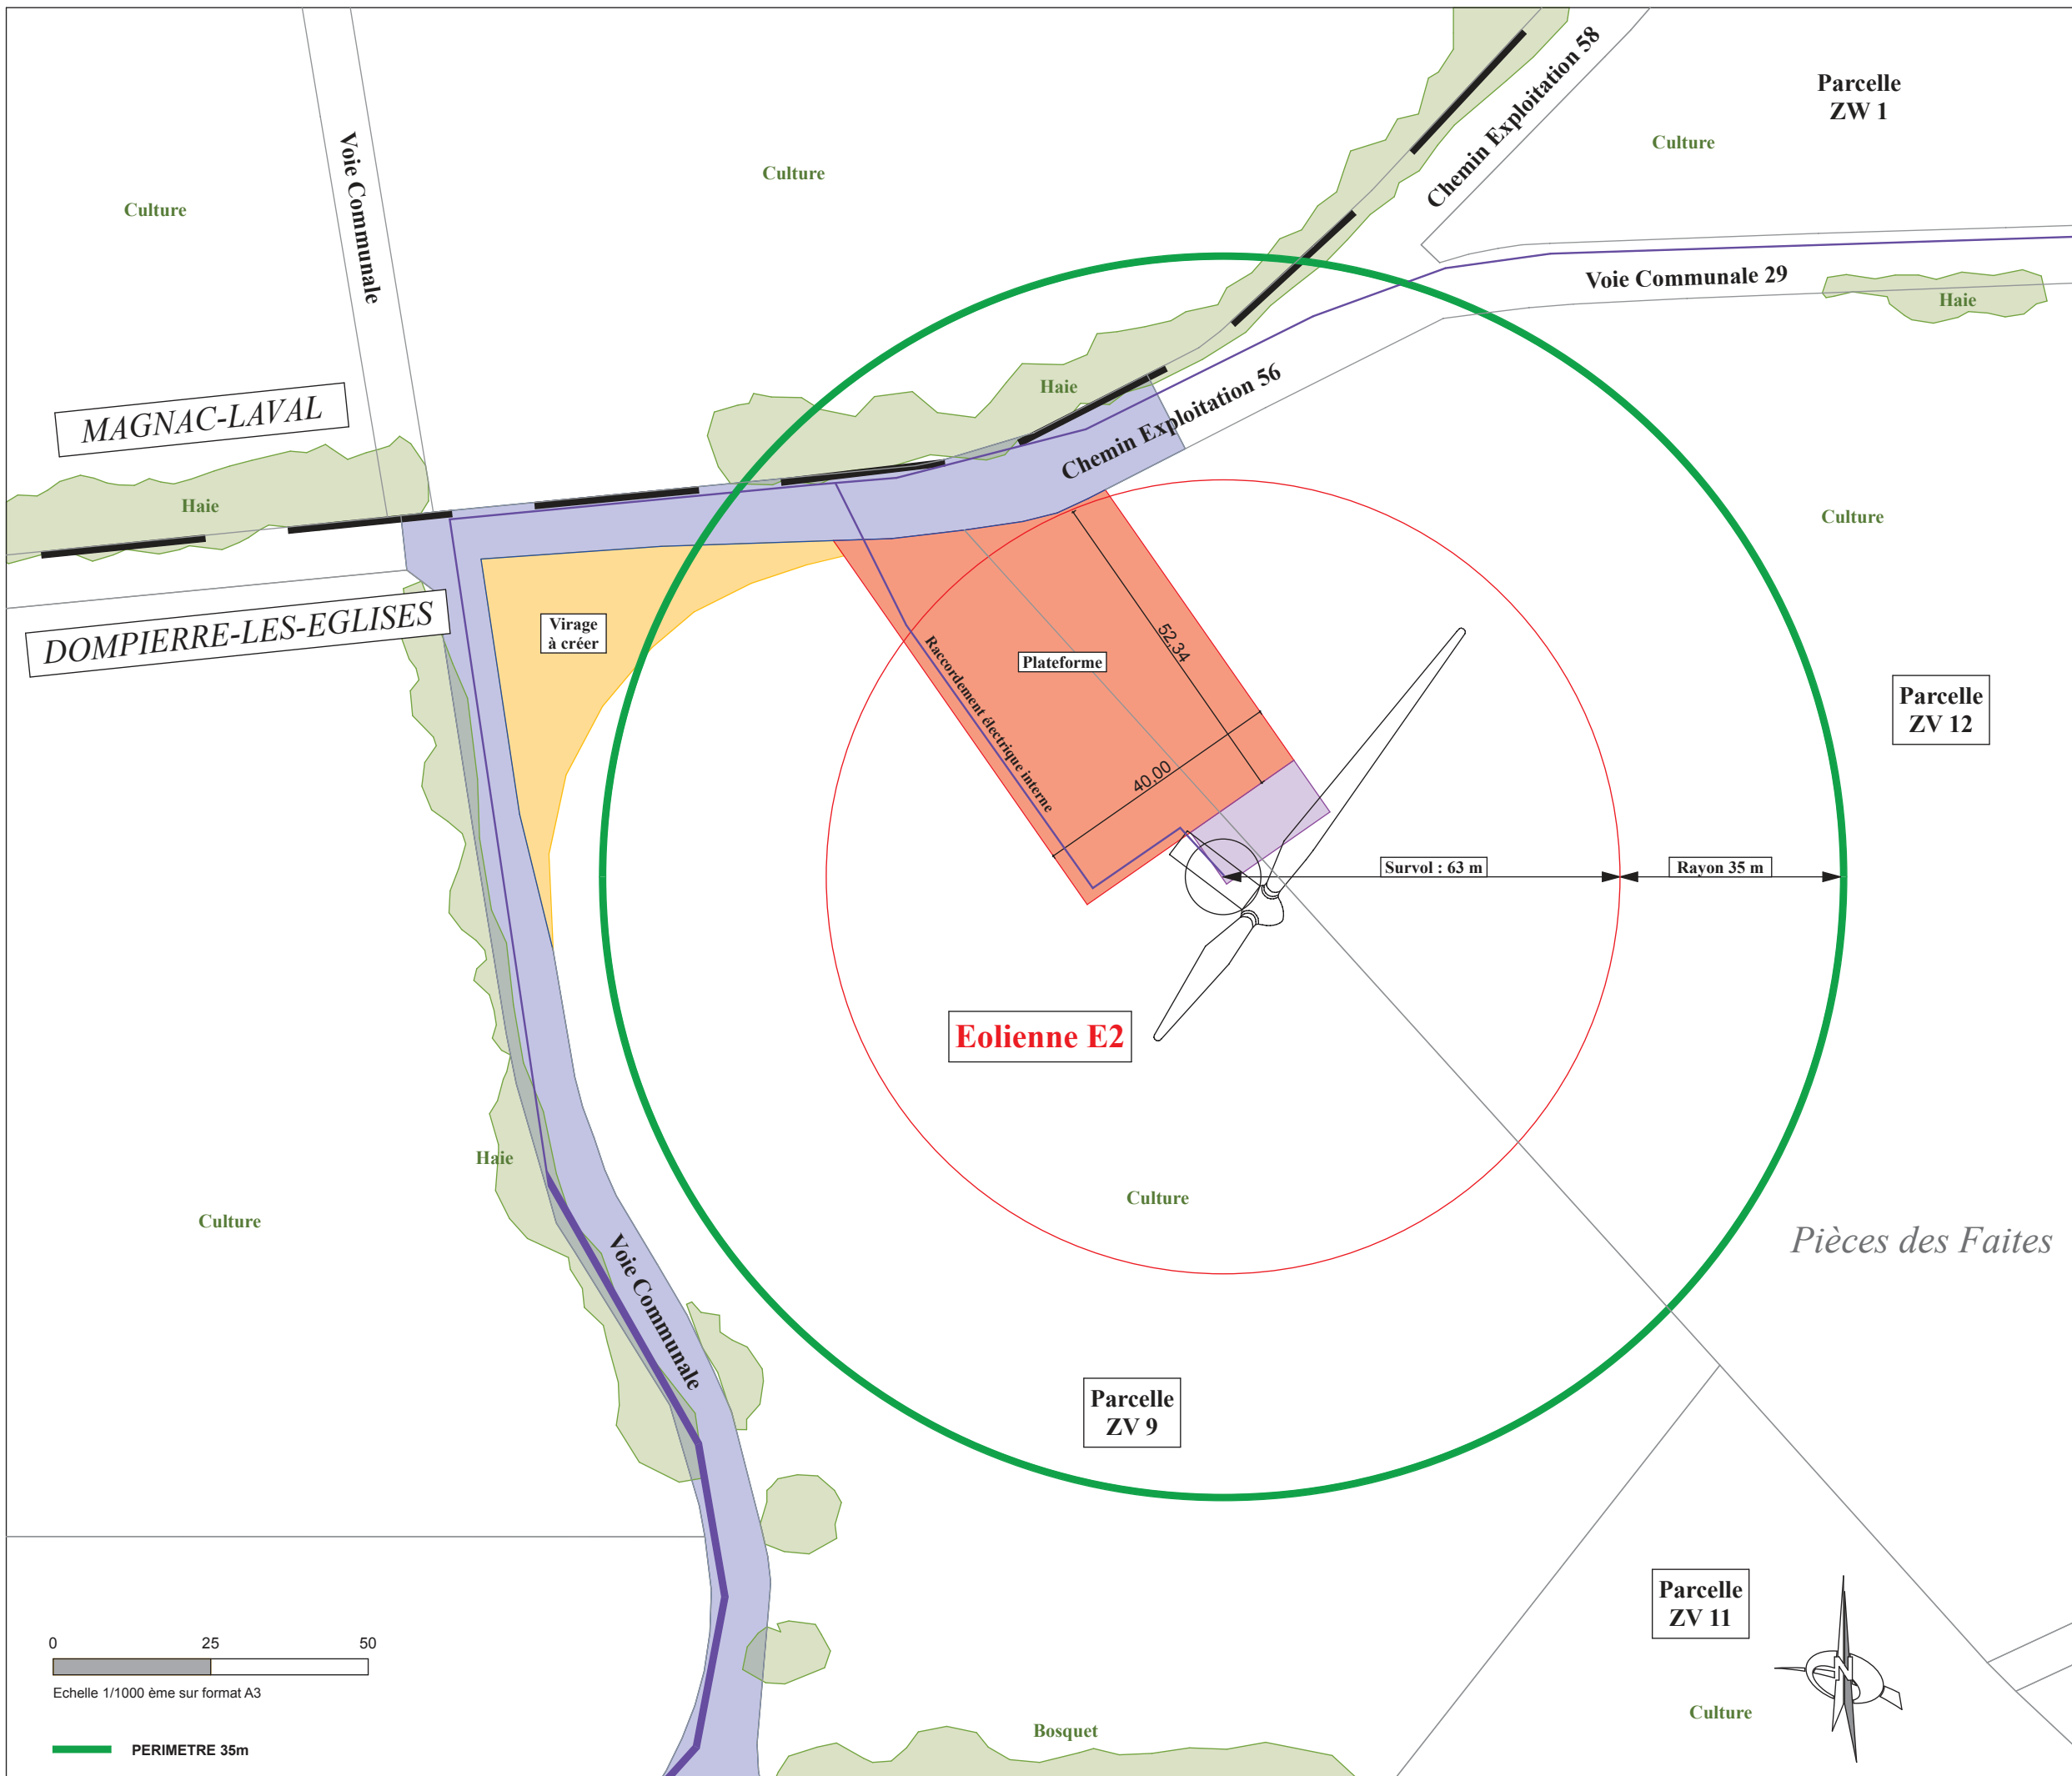 Chemin Exploitation 58
Parcelle
ZW 1
Culture
Voie Communale
Culture
Culture
Voie Communale 29
Haie
MAGNAC-LAVAL
Haie
Chemin Exploitation 56
Haie
Culture
DOMPIERRE-LES-EGLISES
Virage
à créer
Raccordement électrique interne
Plateforme
52,34
40,00
Parcelle
ZV 12
Survol : 63 m
Rayon 35 m
Eolienne E2
Haie
Culture
Culture
Voie Communale
Pièces des Faites
Parcelle
ZV 9
Parcelle
ZV 11
N
Culture
Bosquet
0 25 50
Echelle 1/1000 ème sur format A3
PERIMETRE 35m